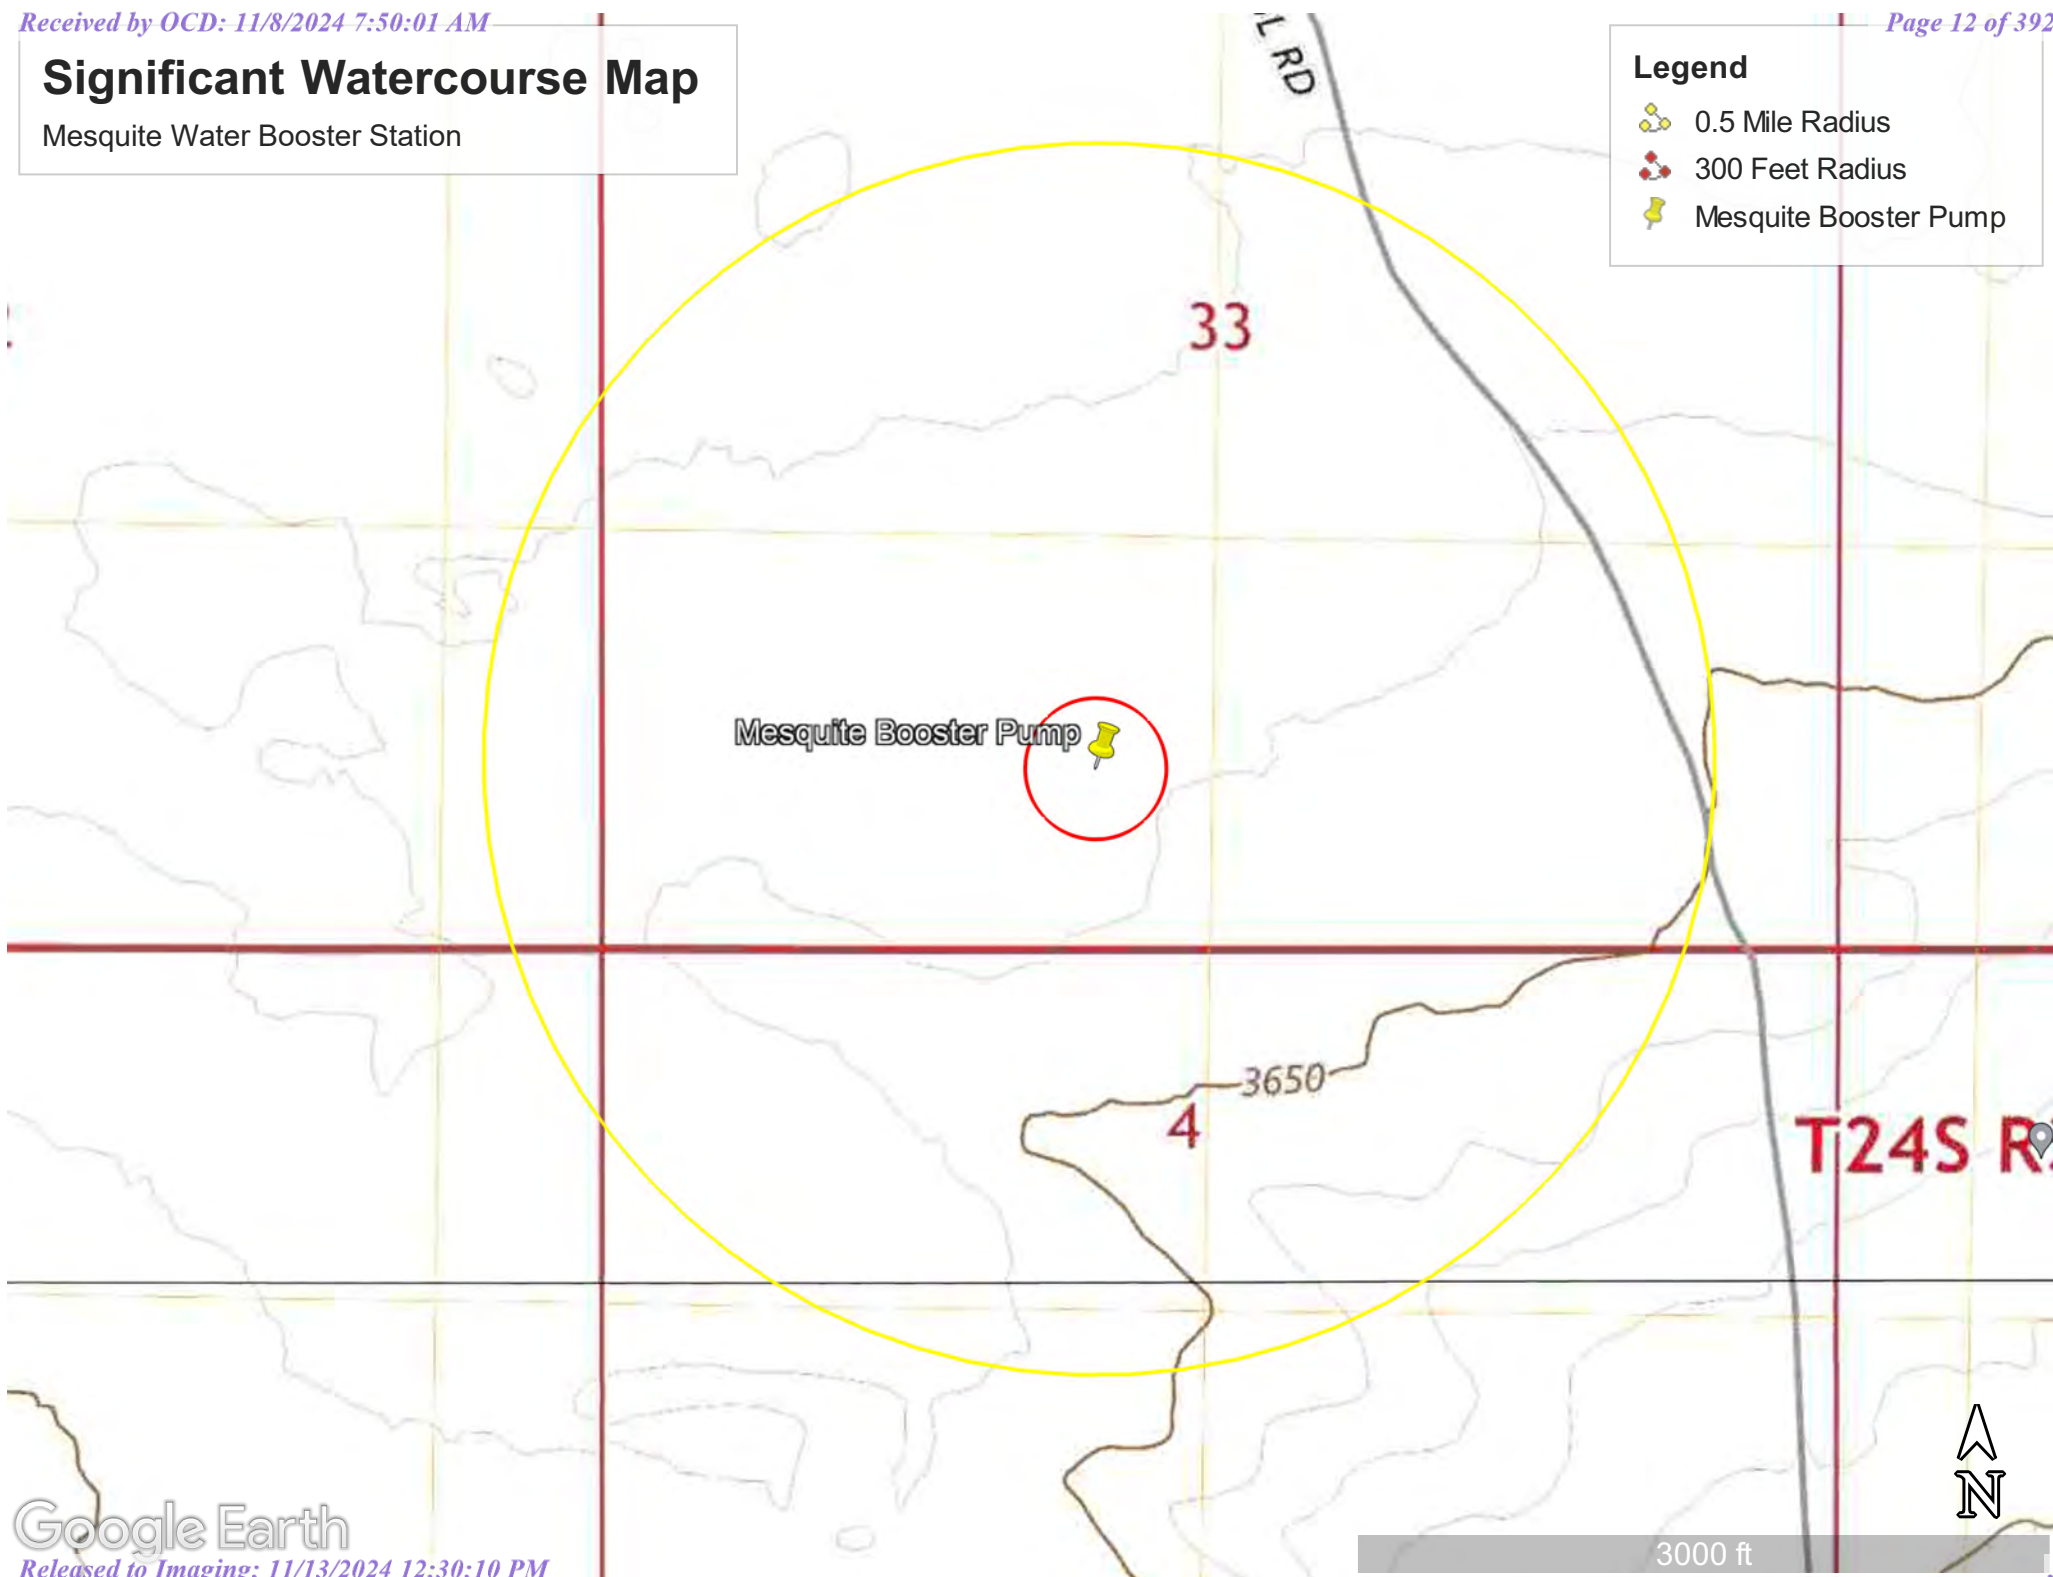 Received by OCD: 11/8/2024 7:50:01 AM
Page 12 of 392
Significant Watercourse Map
Mesquite Water Booster Station
RD
Legend
0.5 Mile Radius
300 Feet Radius
Mesquite Booster Pump
33
Mesquite Booster Pump
3650
4
T24S
N
Google Earth
3000 ft
Released to Imaging: 11/13/2024 12:30:10 PM